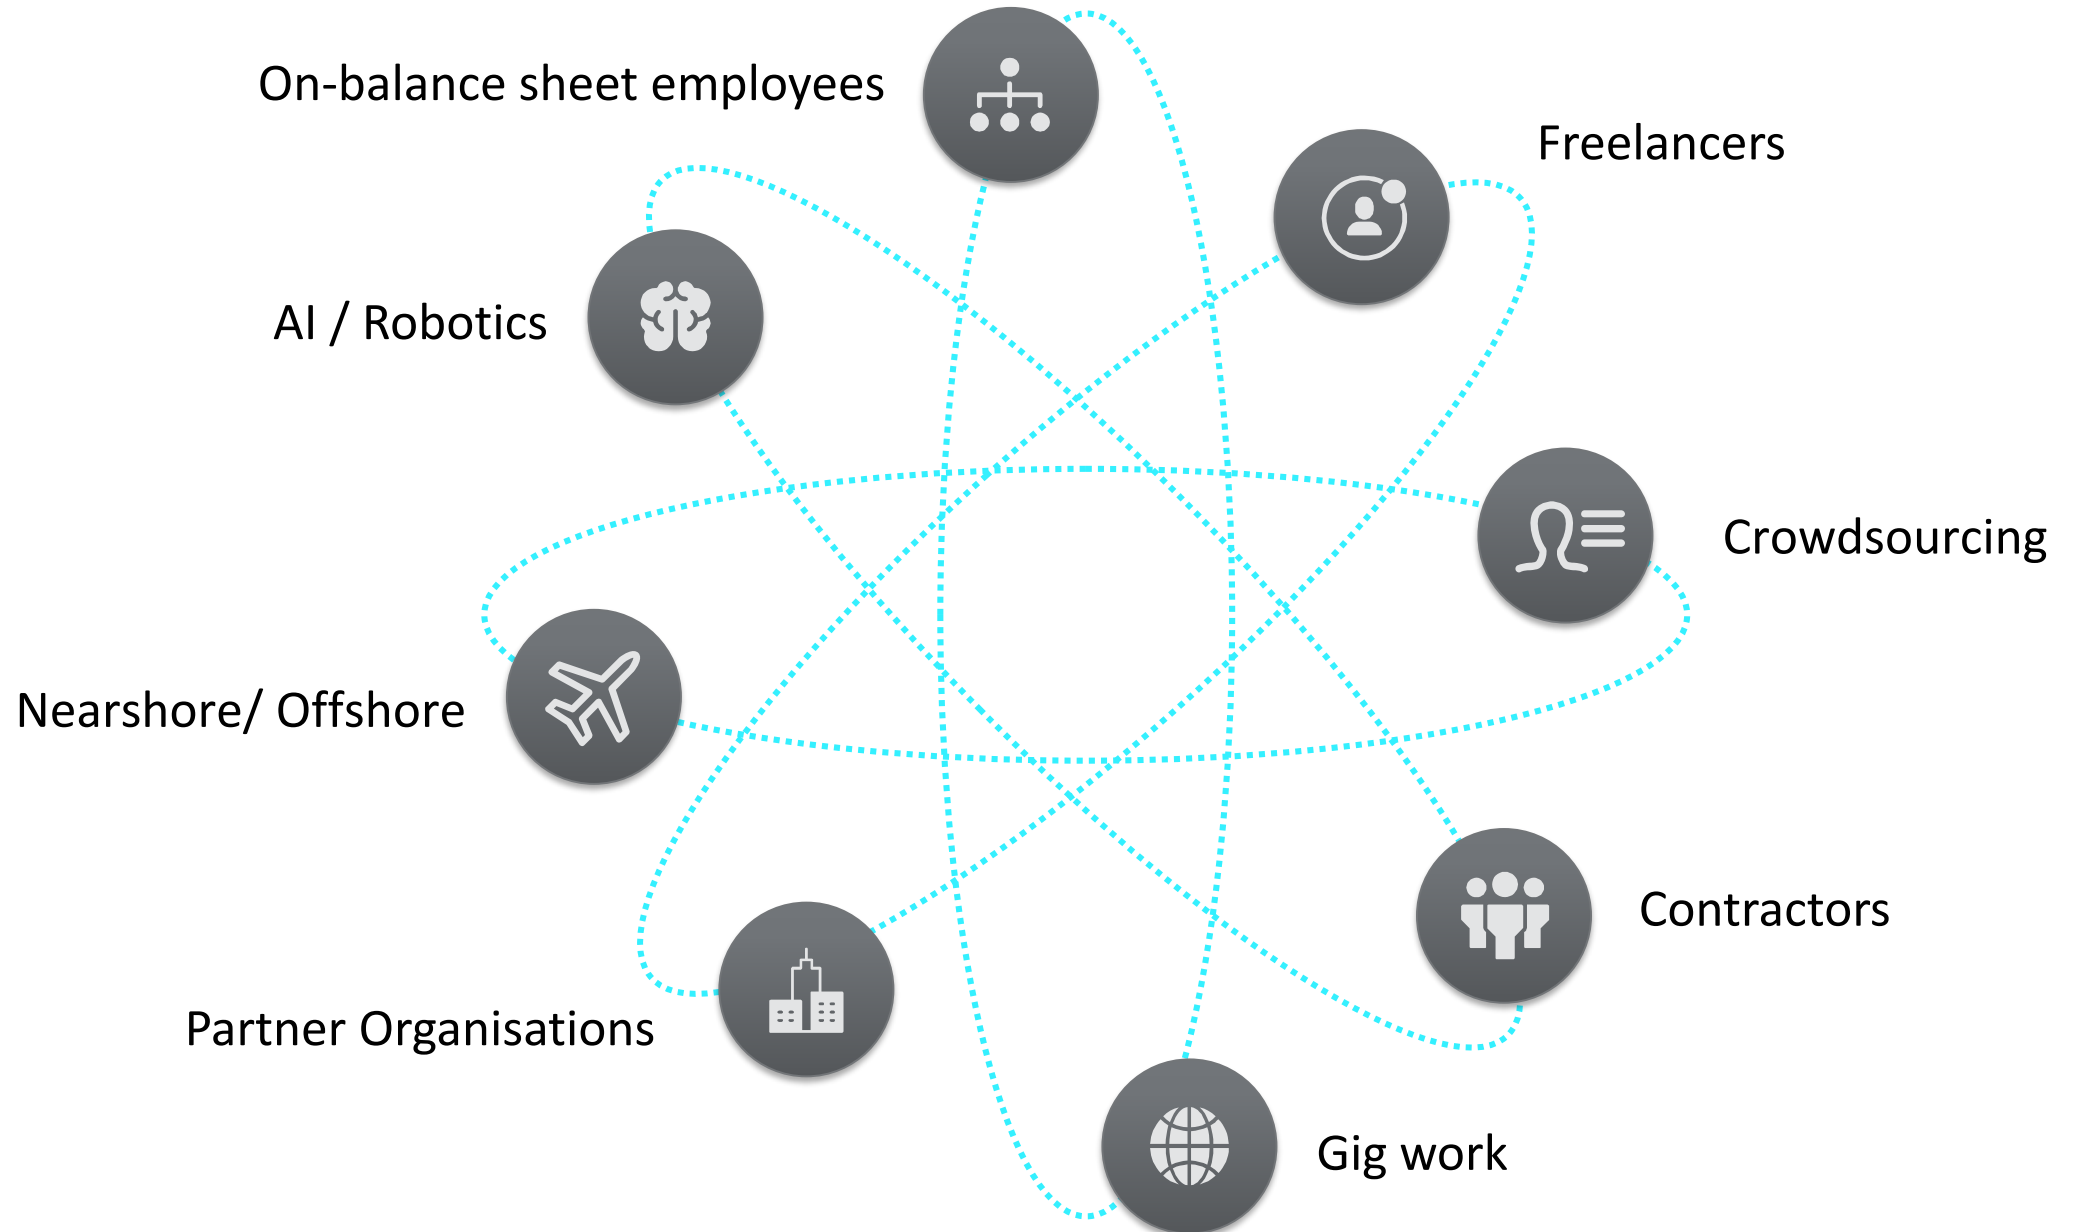 On-balance sheet employees
Freelancers
AI / Robotics
Crowdsourcing
Nearshore/ Offshore
Contractors
Partner Organisations
Gig work